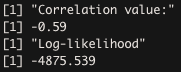 [1] "Correlation value:"
[1] -0.59
[1] "Log-likelihood"
[1] -4875.539